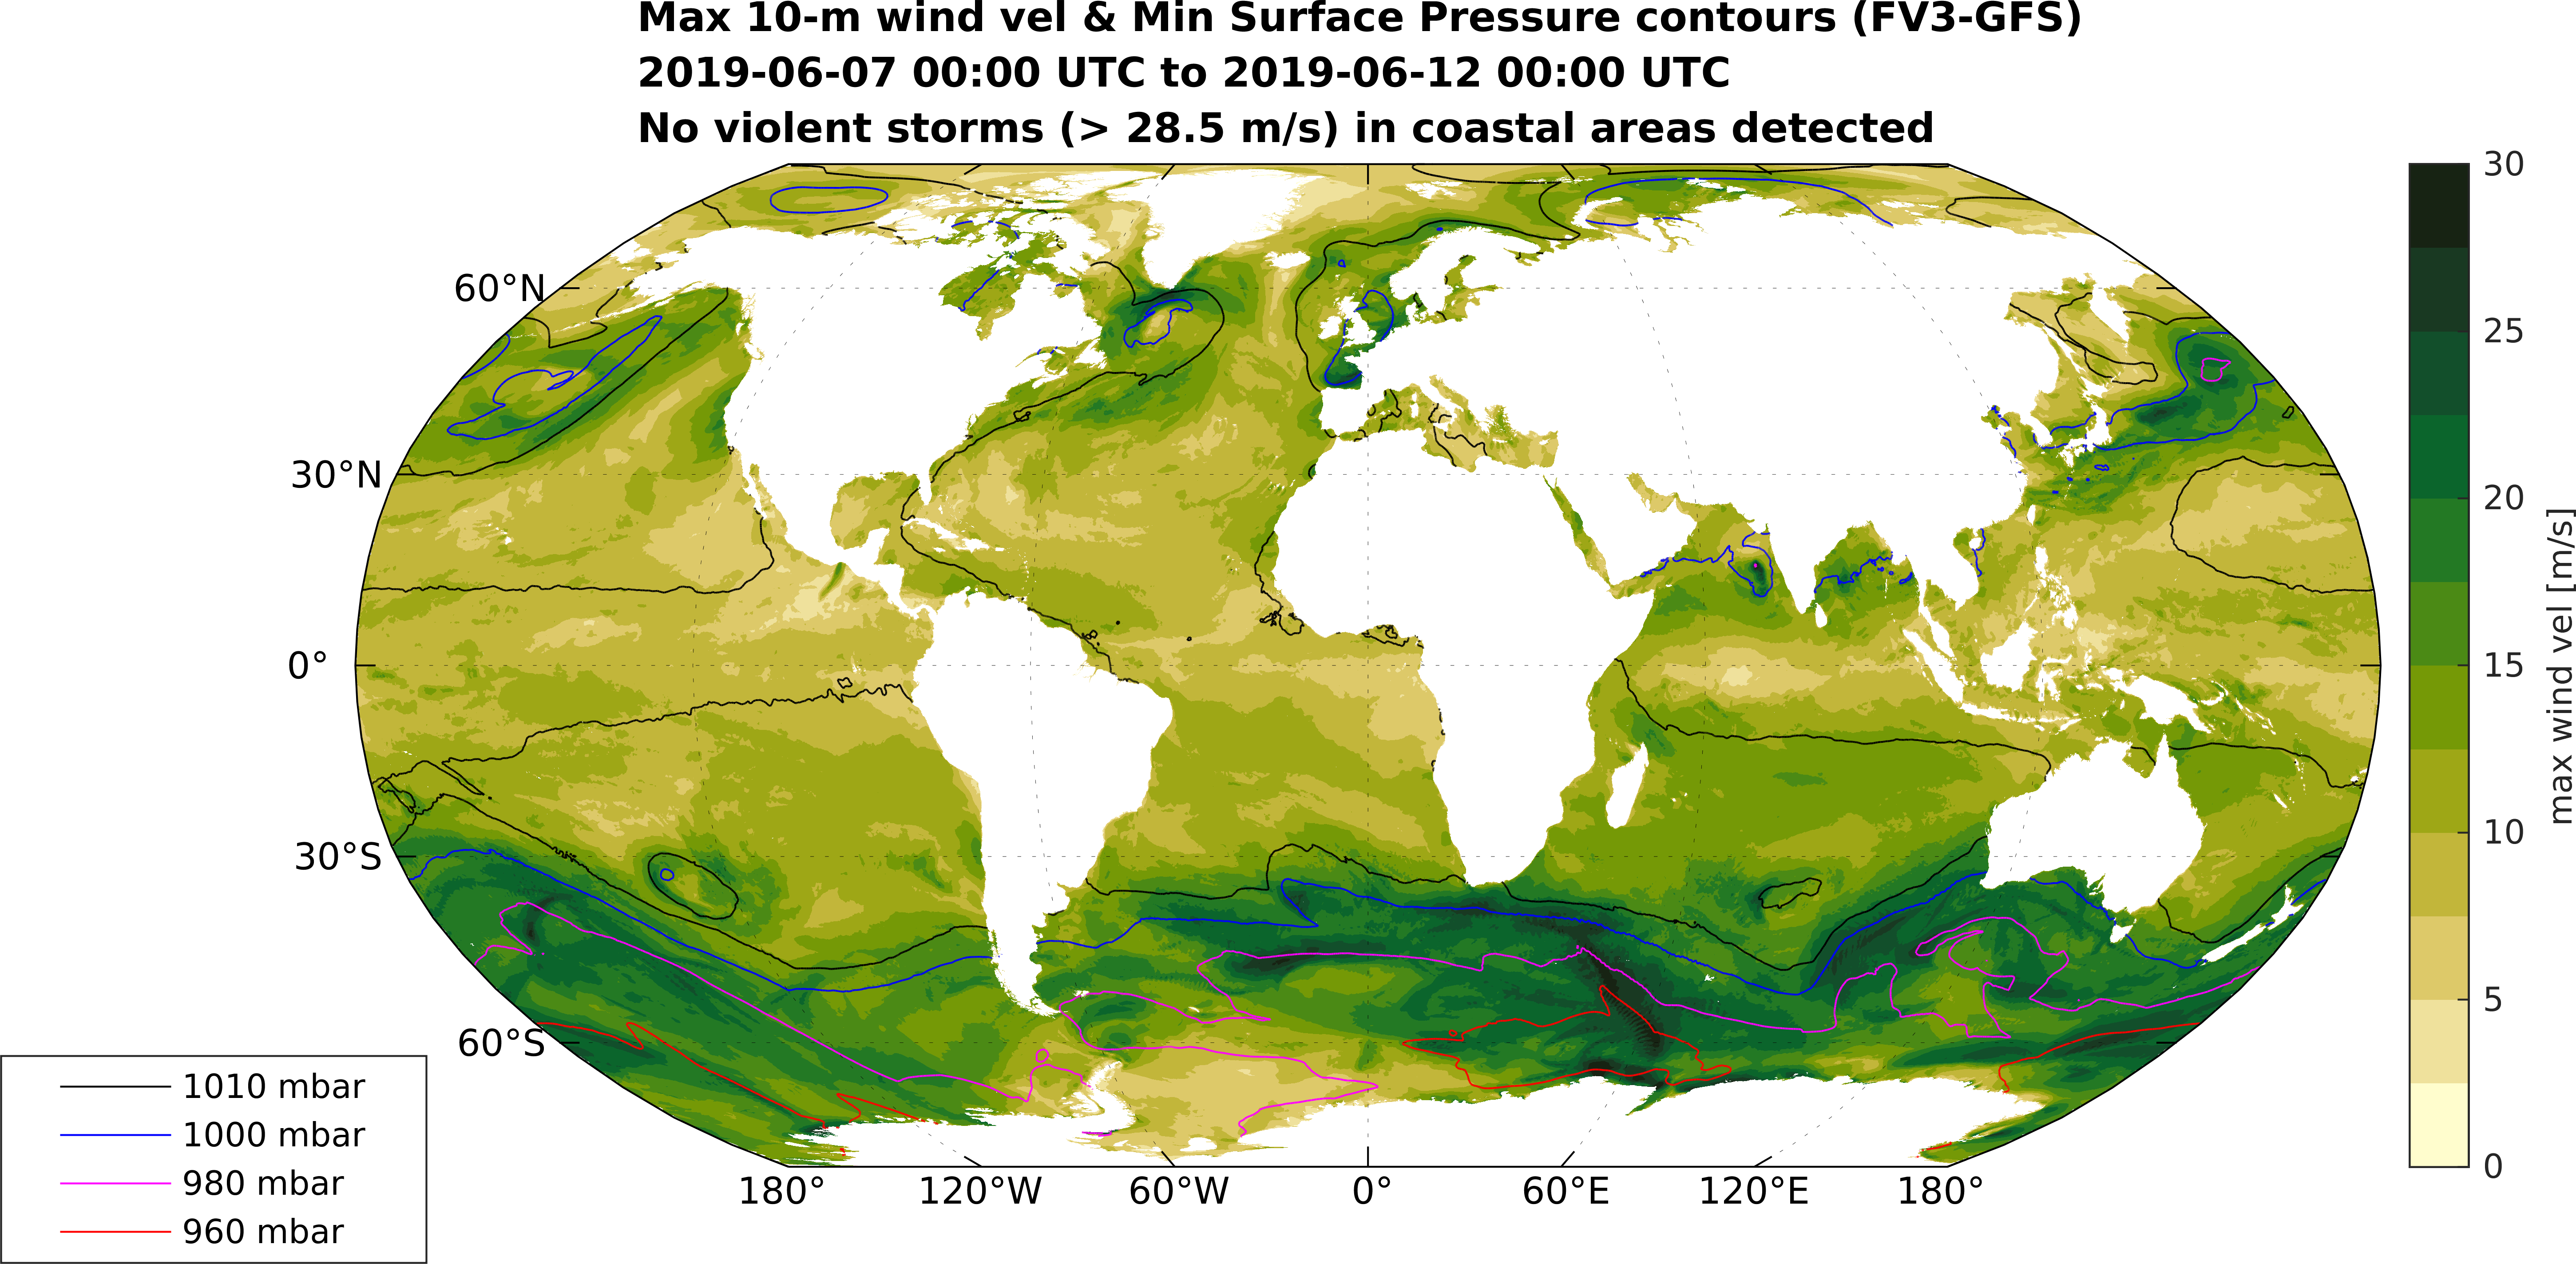 Max 10-m wind vel & Min Surface Pressure contours (FV3-GFS)
2019-06-07 00:00 UTC to 2019-06-12 00:00 UTC
No violent storms (> 28.5 m/s) in coastal areas detected
60°N
30°N
0°
30°S
60°S
180°
120°W
60°W
0°
60°E
120°E
180°
1010 mbar
1000 mbar
980 mbar
960 mbar
30
25
20
15
10
5
0
max wind vel [m/s]